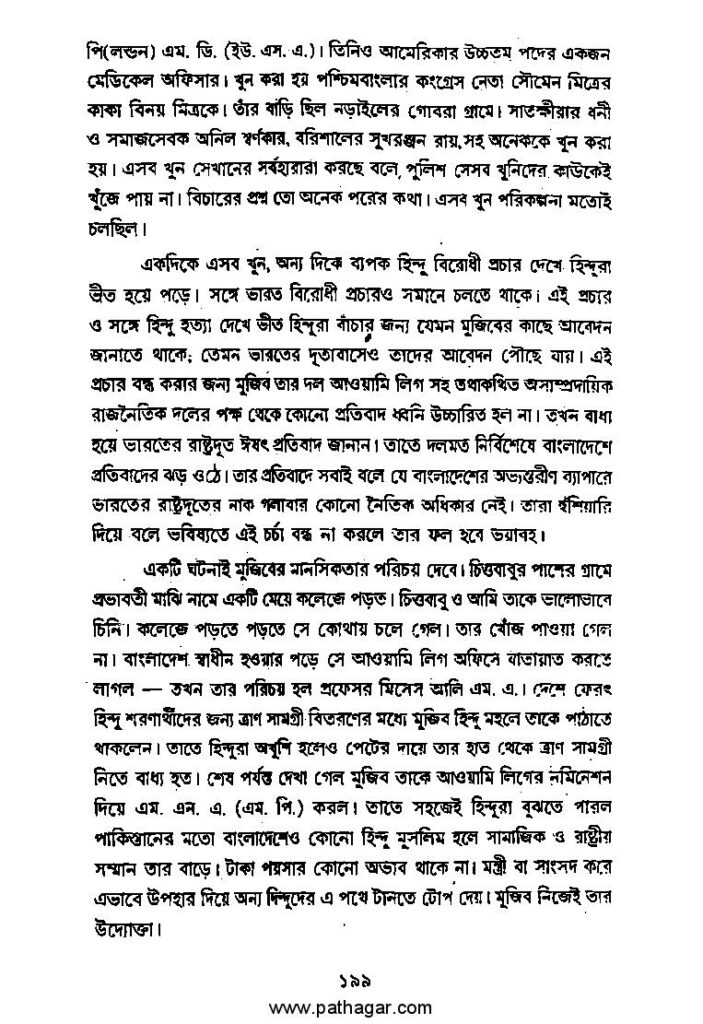 পি(লন্ডন) এম. ডি. (ইউ. এস. এ.)। তিনিও আমেরিকার উচ্চতম পদের একজন
মেডিকেল অফিসার। খুন করা হয় পশ্চিমবাংলার কংগ্রেস নেতা সৌমেন মিত্রের
কাকা বিনয় মিত্রকে। তাঁর বাড়ি ছিল নড়াইলের গোবরা গ্রামে। সাতক্ষীরার ধনী
ও সমাজসেবক অনিল স্বর্ণকার, বরিশালের সুখরঞ্জন রায়, সহ অনেককে খুন করা
হয়। এসব খুন সেখানের সর্বহারারা করছে বলে, পুলিশ সেসব খুনিদের কাউকেই
খুঁজে পায় না। বিচারের প্রশ্ন তো অনেক পরের কথা। এসব খুন পরিকল্পনা মতোই
চলছিল।
একদিকে এসব খুন, অন্য দিকে ব্যপক হিন্দু বিরোধী প্রচার দেখে হিন্দুরা
ভীত হয়ে পড়ে। সঙ্গে ভারত বিরোধী প্রচারও সমানে চলতে থাকে। এই প্রচার
ও সঙ্গে হিন্দু হত্যা দেখে ভীত হিন্দুরা বাঁচার জন্য যেমন মুজিবের কাছে আবেদন
জানাতে থাকে; তেমন ভারতের দূতাবাসেও তাদের আবেদন পৌছে যায়। এই
প্রচার বন্ধ করার জন্য মুজিব তার দল আওয়ামি লিগ সহ তথাকথিত অসাম্প্রদায়িক
রাজনৈতিক দলের পক্ষ থেকে কোনো প্রতিবাদ ধ্বনি উচ্চারিত হল না। তখন বাধ্য
হয়ে ভারতের রাষ্ট্রদূত ঈষৎ প্রতিবাদ জানান। তাতে দলমত নির্বিশেষে বাংলাদেশে
প্রতিবাদের ঝড় ওঠে। তার প্রতিবাদে সবাই বলে যে বাংলাদেশের অভ্যন্তরীণ ব্যাপারে
ভারতের রাষ্ট্রদূতের নাক গলাবার কোনো নৈতিক অধিকার নেই। তারা হুঁশিয়ারি
দিয়ে বলে ভবিষ্যতে এই চর্চা বন্ধ না করলে তার ফল হবে ভয়াবহ।
একটি ঘটনাই মুজিবের মানসিকতার পরিচয় দেবে। চিত্তবাবুর পাশের গ্রামে
প্রভাবতী মাঝি নামে একটি মেয়ে কলেজে পড়ত। চিত্তবাবু ও আমি তাকে ভালোভাবে
চিনি। কলেজে পড়তে পড়তে সে কোথায় চলে গেল। তার খোঁজ পাওয়া গেল
না। বাংলাদেশ স্বাধীন হওয়ার পড়ে সে আওয়ামি লিগ অফিসে যাতায়াত করতে
লাগল — তখন তার পরিচয় হল প্রফেসর মিসেস আলি এম. এ.। দেশে ফেরৎ
হিন্দু শরণার্থীদের জন্য ত্রাণ সামগ্রী বিতরণের মধ্যে মুজিব হিন্দু মহলে তাকে পাঠাতে
থাকলেন। তাতে হিন্দুরা অখুশি হলেও পেটের দায়ে তার হাত থেকে ত্রাণ সামগ্রী
নিতে বাধ্য হত। শেষ পর্যন্ত দেখা গেল মুজিব তাকে আওয়ামি লিগের নমিনেশন
দিয়ে এম. এন. এ. (এম. পি.) করল। তাতে সহজেই হিন্দুরা বুঝতে পারল
পাকিস্তানের মতো বাংলাদেশেও কোনো হিন্দু মুসলিম হলে সামাজিক ও রাষ্ট্রীয়
সম্মান তার বাড়ে। টাকা পয়সার কোনো অভাব থাকে না। মন্ত্রী বা সাংসদ করে
এভাবে উপহার দিয়ে অন্য হিন্দুদের এ পথে টানতে টোপ দেয়। মুজিব নিজেই তার
উদ্যোক্তা।
১৯৯
www.pathagar.com